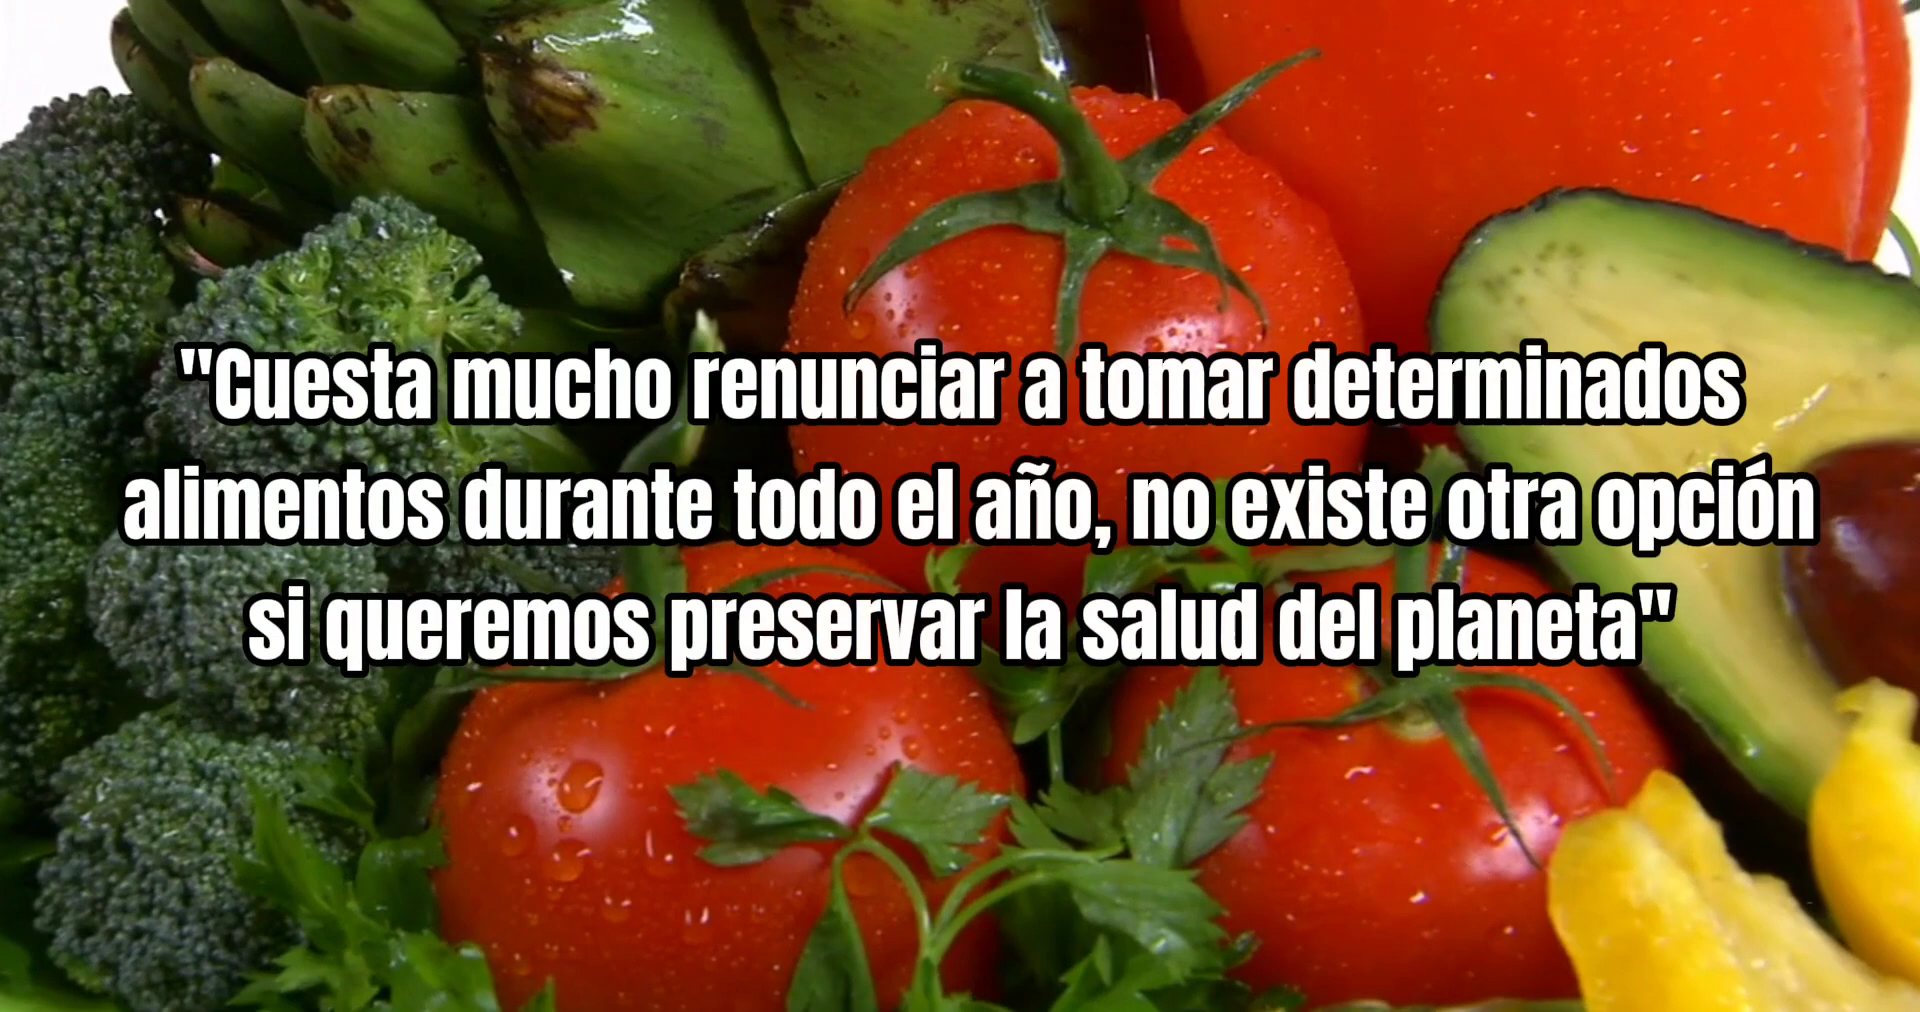 "Cuesta mucho renunciar a tomar determinados
alimentos durante todo el año, no existe otra opción
si queremos preservar la salud del planeta"